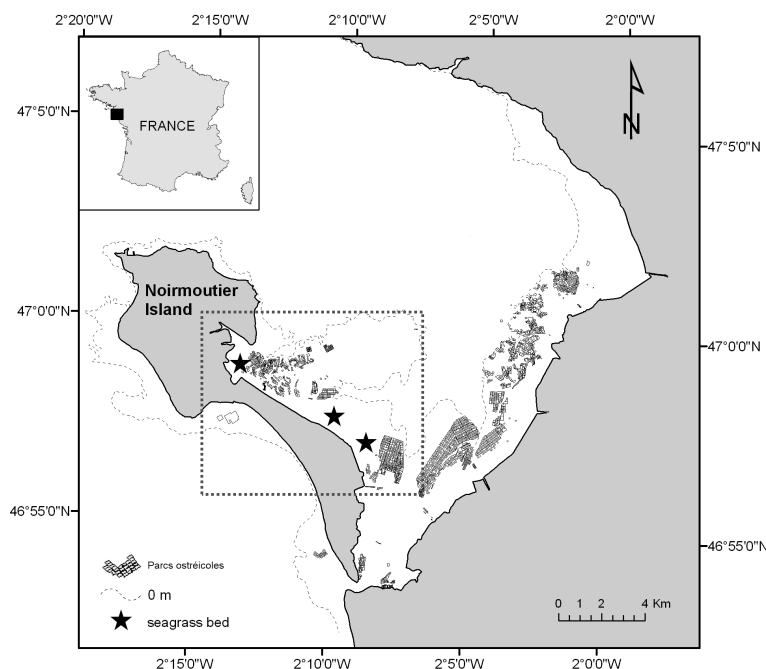 2°20'0"W 2°15'0"W 2°10'0"W 2°5'0"W 2°0'0"W
47°5'0"N
FRANCE
N
47°5'0"N
Noirmoutier
Island
47°0'0"N
47°0'0"N
46°55'0"N
46°55'0"N
Parcs ostréicoles
0 m
seagrass bed
0 1 2 4 Km
2°15'0"W 2°10'0"W 2°5'0"W 2°0'0"W